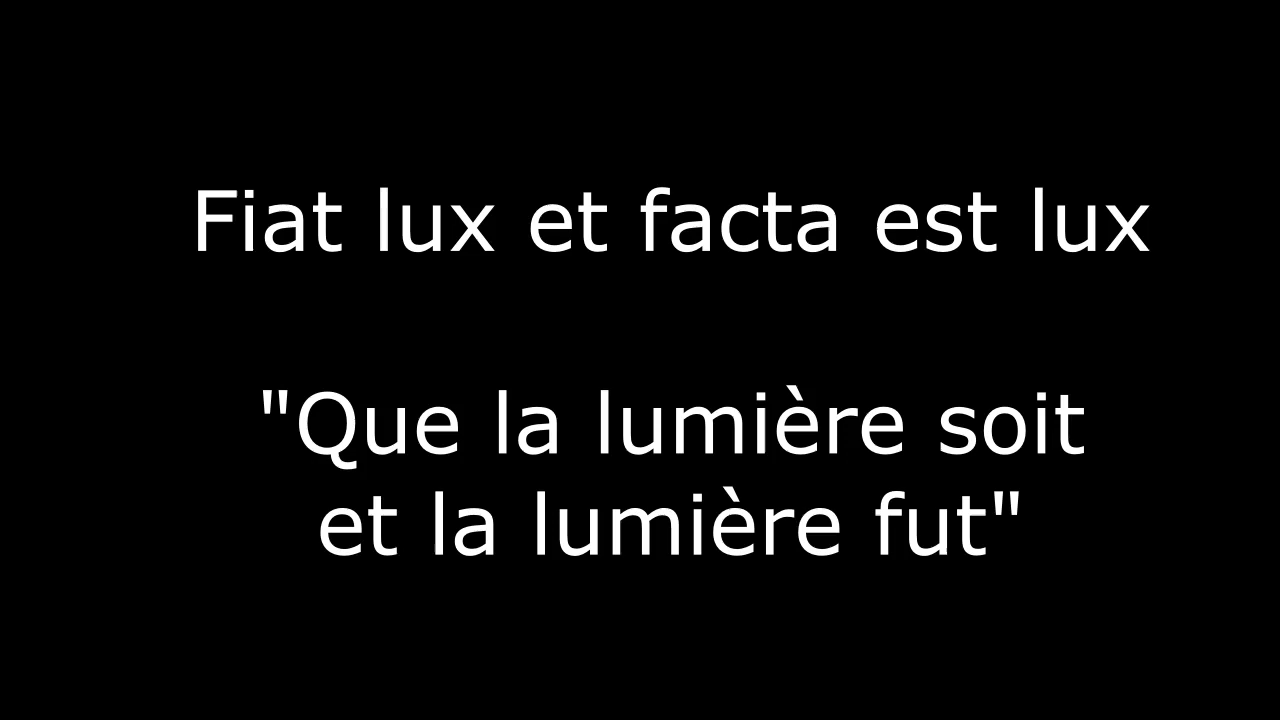 Fiat lux et facta est lux
"Que la lumière soit
et la lumière fut"